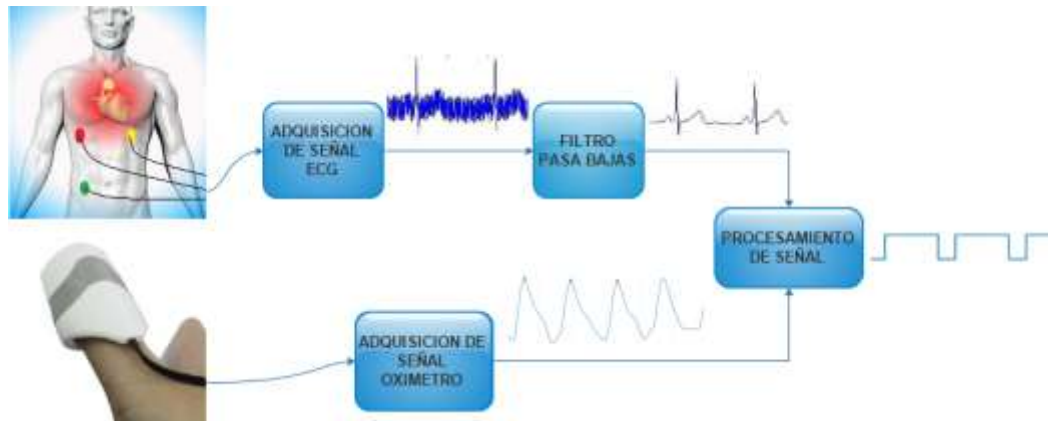 ADQUISICION
DE SEÑAL
ECG
FILTRO
PASA BAJAS
PROCESAMIENTO
DE SEÑAL
ADQUISICIÓN DE
SEÑAL
OXIMETRO